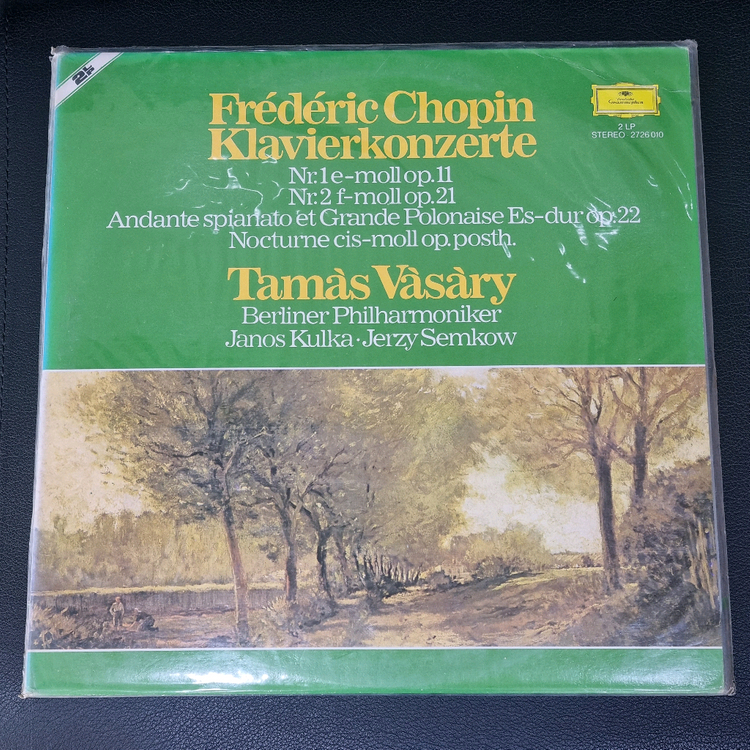 2LP
Frédéric Chopin
Klavierkonzerte
Nr.1 e-moll op.11
Nr.2 f-moll op.21
Andante spianato et Grande Polonaise Es-dur op.22
Nocturne cis-moll op.posth.
Deutsche
Grammophon
2 LP
STEREO 2726 010
Tamàs Vàsàry
Berliner Philharmoniker
Janos Kulka · Jerzy Semkow